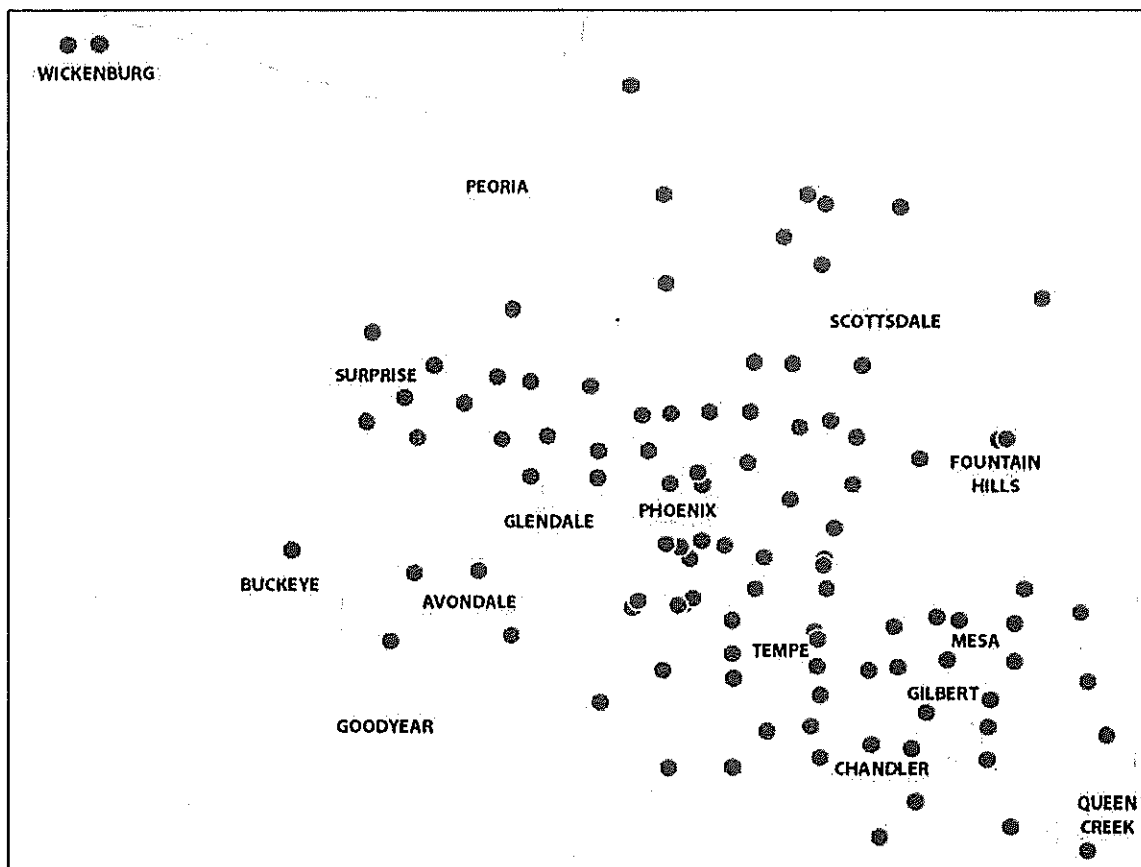 WICKENBURG
PEORIA
SCOTTSDALE
SURPRISE
FOUNTAIN
HILLS
PHOENIX
GLENDALE
BUCKEYE
AVONDALE
MESA
TEMPE
GILBERT
GOODYEAR
CHANDLER
QUEEN
CREEK